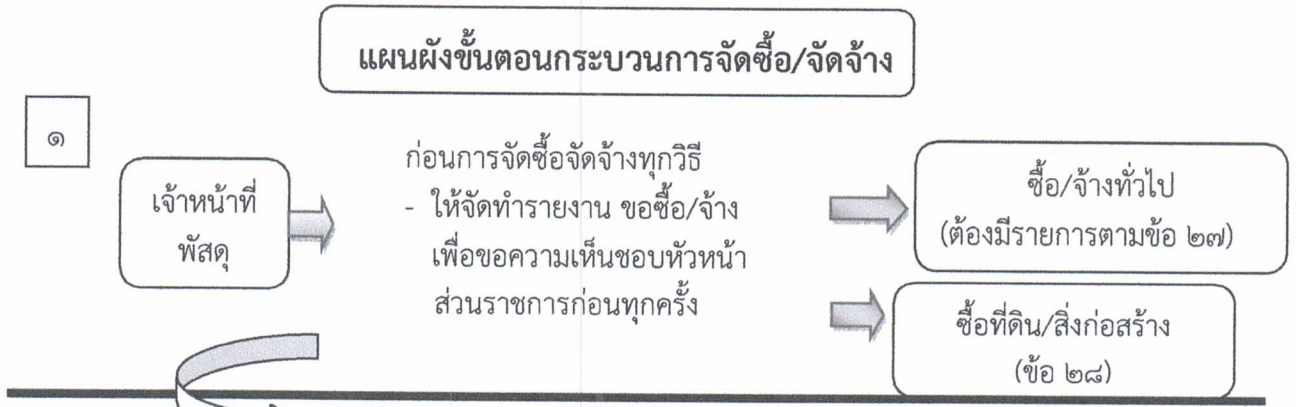 แผนผังขั้นตอนกระบวนการจัดซื้อ/จัดจ้าง
๑
เจ้าหน้าที่
พัสดุ
ก่อนการจัดซื้อจัดจ้างทุกวิธี
- ให้จัดทำรายงาน ขอซื้อ/จ้าง
เพื่อขอความเห็นชอบหัวหน้า
ส่วนราชการก่อนทุกครั้ง
ซื้อ/จ้างทั่วไป
(ต้องมีรายการตามข้อ ๒๗)
ซื้อที่ดิน/สิ่งก่อสร้าง
(ข้อ ๒๘)